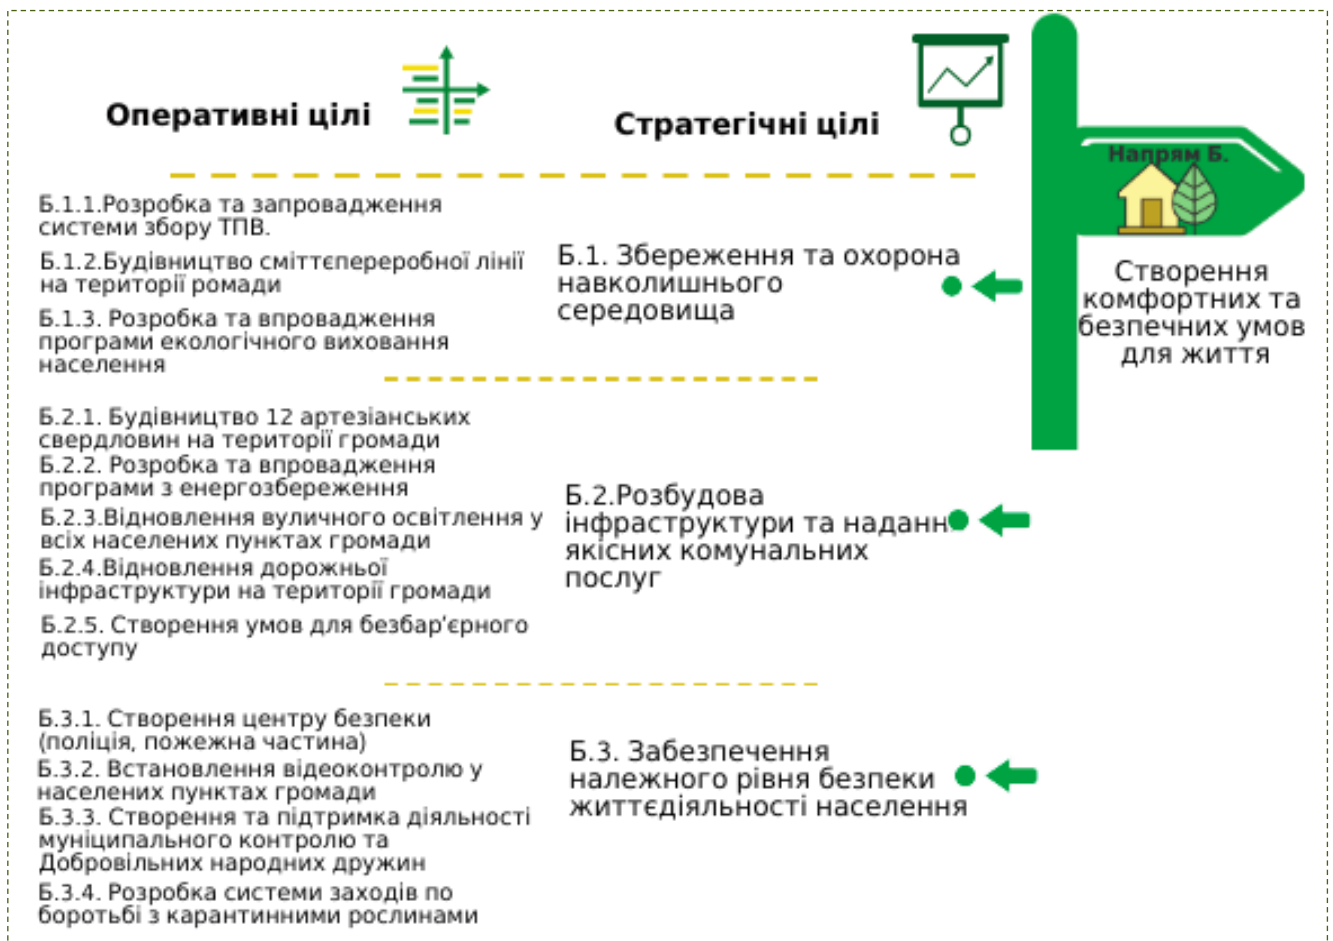 Оперативні цілі
Стратегічні цілі
Напрям Б.
Створення
комфортних та
безпечних умов
для життя
Б.1.1.Розробка та запровадження
системи збору ТПВ.
Б.1.2.Будівництво сміттєпереробної лінії
на території ромади
Б.1.3. Розробка та впровадження
програми екологічного виховання
населення
Б.1. Збереження та охорона
навколишнього
середовища
Б.2.1. Будівництво 12 артезіанських
свердловин на території громади
Б.2.2. Розробка та впровадження
програми з енергозбереження
Б.2.3.Відновлення вуличного освітлення у
всіх населених пунктах громади
Б.2.4.Відновлення дорожньої
інфраструктури на території громади
Б.2.5. Створення умов для безбар'єрного
доступу
Б.2.Розбудова
інфраструктури та наданн
якісних комунальних
послуг
Б.3.1. Створення центру безпеки
(поліція, пожежна частина)
Б.3.2. Встановлення відеоконтролю у
населених пунктах громади
Б.3.3. Створення та підтримка діяльності
муніципального контролю та
Добровільних народних дружин
Б.3.4. Розробка системи заходів по
боротьбі з карантинними рослинами
Б.3. Забезпечення
належного рівня безпеки
життєдіяльності населення